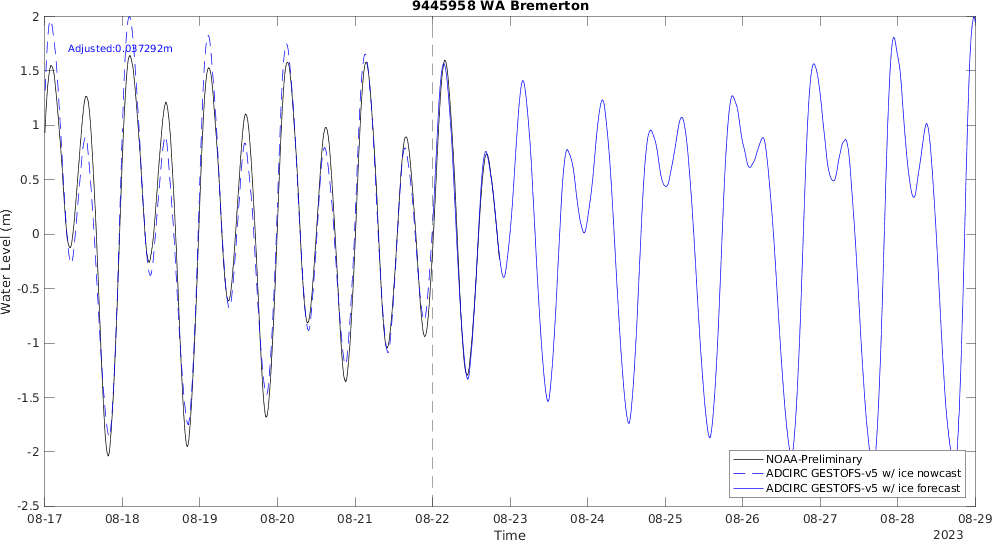 9445958 WA Bremerton
Adjusted:0.037292m
2
1.5
1
0.5
0
-0.5
-1
-1.5
-2
-2.5
Water Level (m)
NOAA-Preliminary
ADCIRC GESTOFS-v5 w/ ice nowcast
ADCIRC GESTOFS-v5 w/ ice forecast
08-17 08-18 08-19 08-20 08-21 08-22 08-23 08-24 08-25 08-26 08-27 08-28 08-29
Time
2023